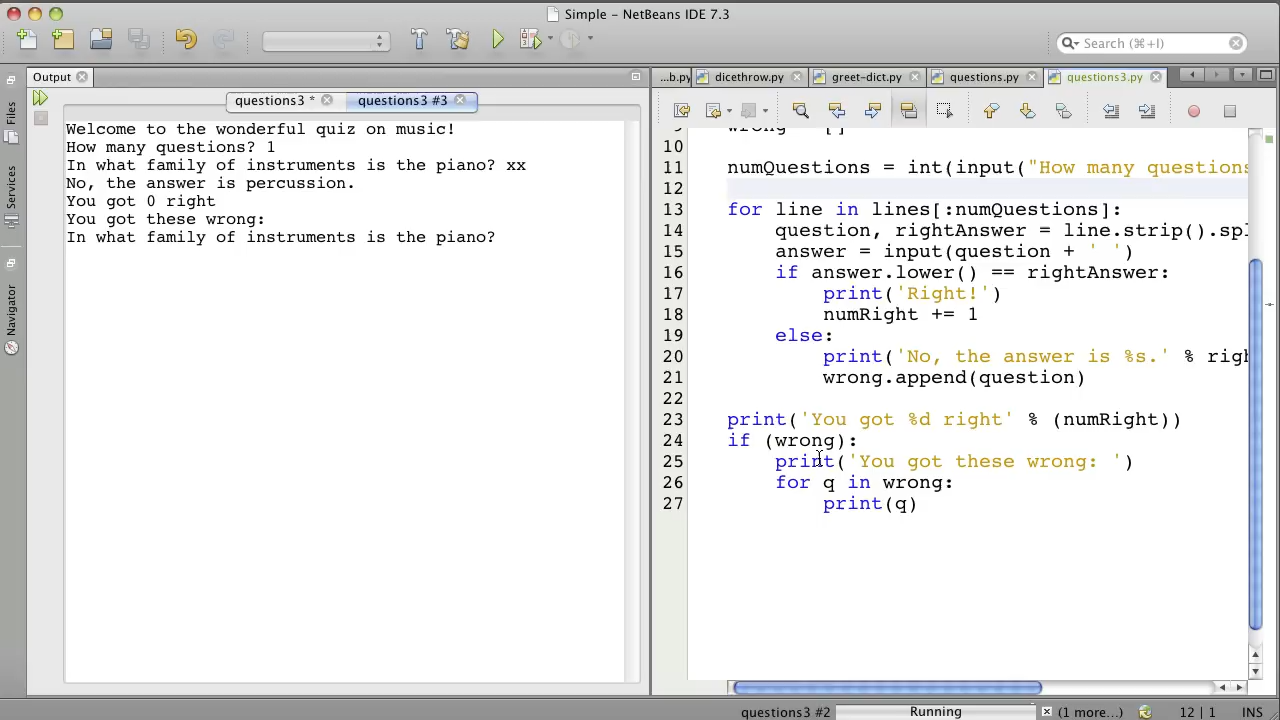 Simple - NetBeans IDE 7.3
Search (⌘+I)
Output
b.py
dicethrow.py
greet-dict.py
questions.py
questions3.py
questions3 *
questions3 #3
Files
Services
Navigator
Welcome to the wonderful quiz on music!
How many questions? 1
In what family of instruments is the piano? xx
No, the answer is percussion.
You got 0 right
You got these wrong:
In what family of instruments is the piano?
9 wrong = []
10
11 numQuestions = int(input("How many questions
12
13 for line in lines[:numQuestions]:
14 question, rightAnswer = line.strip().spl
15 answer = input(question + ' ')
16 if answer.lower() == rightAnswer:
17 print('Right!')
18 numRight += 1
19 else:
20 print('No, the answer is %s.' % righ
21 wrong.append(question)
22
23 print('You got %d right' % (numRight))
24 if (wrong):
25 print('You got these wrong: ')
26 for q in wrong:
27 print(q)
questions3 #2
Running
(1 more...)
12 | 1
INS